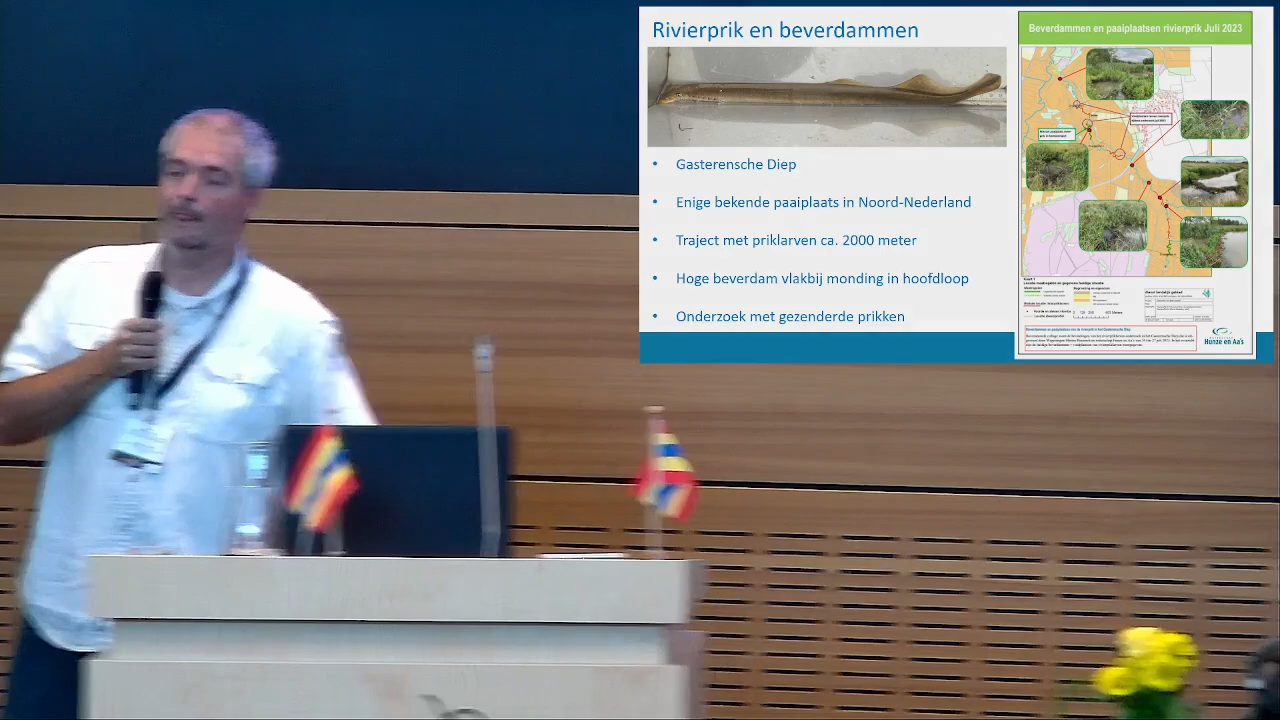 Rivierprik en beverdammen
• Gasterensche Diep
• Enige bekende paaiplaats in Noord-Nederland
• Traject met priklarven ca. 2000 meter
• Hoge beverdam vlakbij monding in hoofdloop
• Onderzoek met gezenderde prikken
Beverdammen en paaiplaatsen rivierprik Juli 2023
Hunze en Aa's